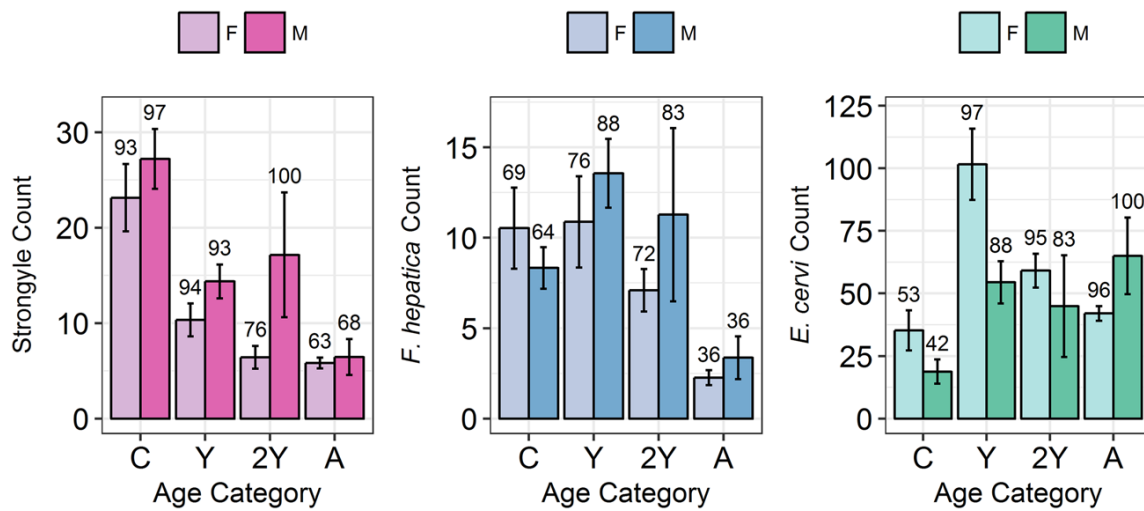 F M
Strongyle Count
30
20
10
0
93 97
94 93
76 100
63 68
C Y 2Y A
Age Category
F M
F. hepatica Count
15
10
5
0
69 64
76 88
72 83
36 36
C Y 2Y A
Age Category
F M
E. cervi Count
125
100
75
50
25
0
53 42
97 88
95 83
96 100
C Y 2Y A
Age Category